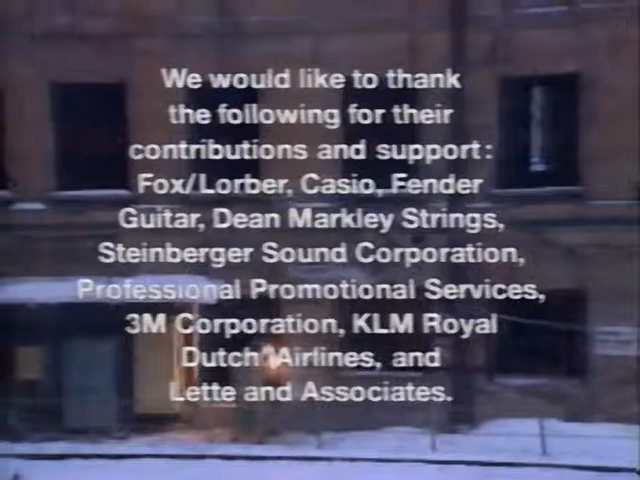 We would like to thank
the following for their
contributions and support:
Fox/Lorber, Casio, Fender
Guitar, Dean Markley Strings,
Steinberger Sound Corporation,
Professional Promotional Services,
3M Corporation, KLM Royal
Dutch Airlines, and
Lette and Associates.